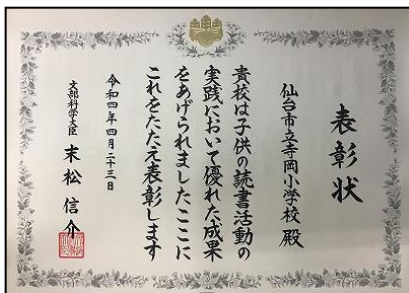 表彰状
仙台市立寺岡小学校 殿
貴校は子供の読書活動の
実践において優れた成果
をあげられましたここに
これをたたえ表彰します
令和四年四月二十三日
文部科学大臣 末松信介